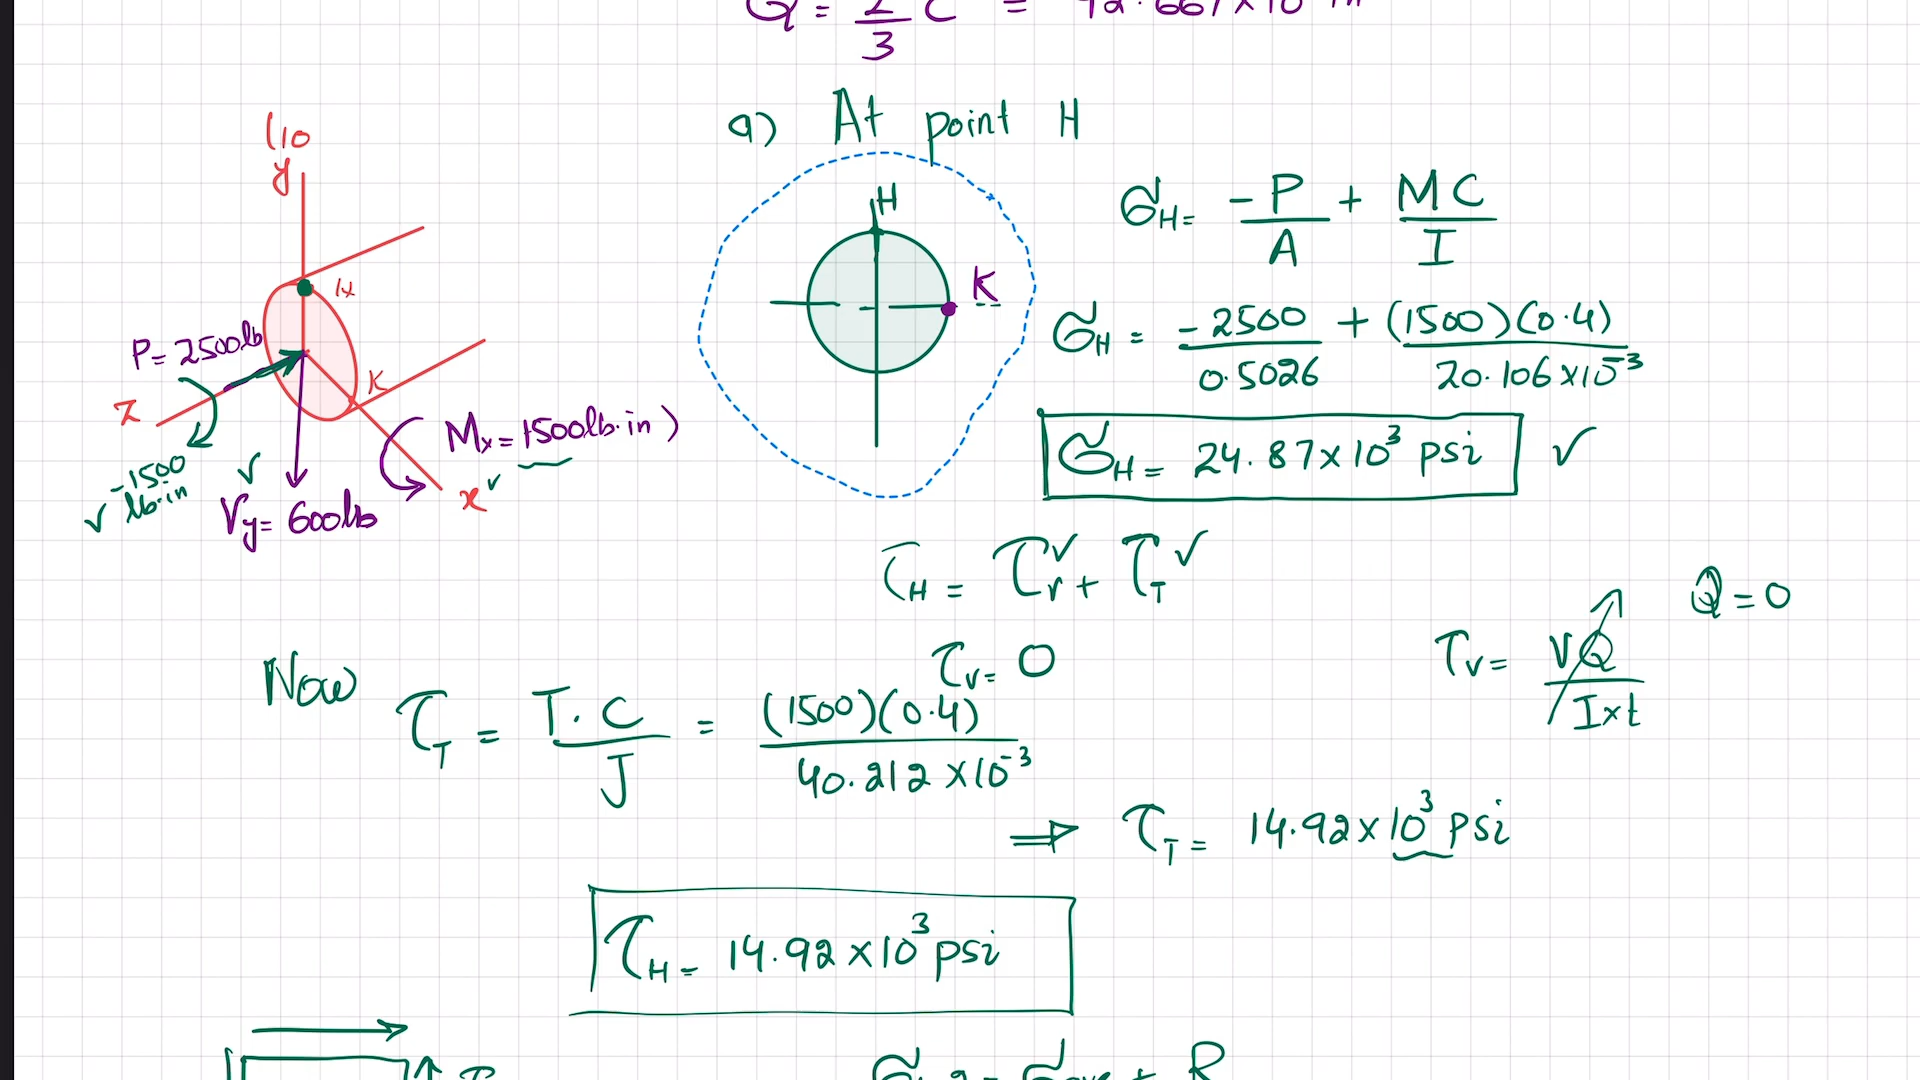 Q = 2/3 C = 42.667×10 in
(10
y
a) At point H
H
K
σH = -P/A + MC/I
H
P = 2500lb
K
z
σH = -2500/0.5026 + (1500)(0.4)/20.106×10⁻³
Mx = 1500lb·in)
x ✓
-1500
✓ lb·in
✓
Vy = 600lb
σH = 24.87×10³ psi ✓
τH = τv ✓ + τT ✓
Q = 0
τv = 0
τv = VQ/I×t
Now
τT = T·C/J = (1500)(0.4)/40.212×10⁻³
⇒ τT = 14.92×10³ psi
τH = 14.92×10³ psi